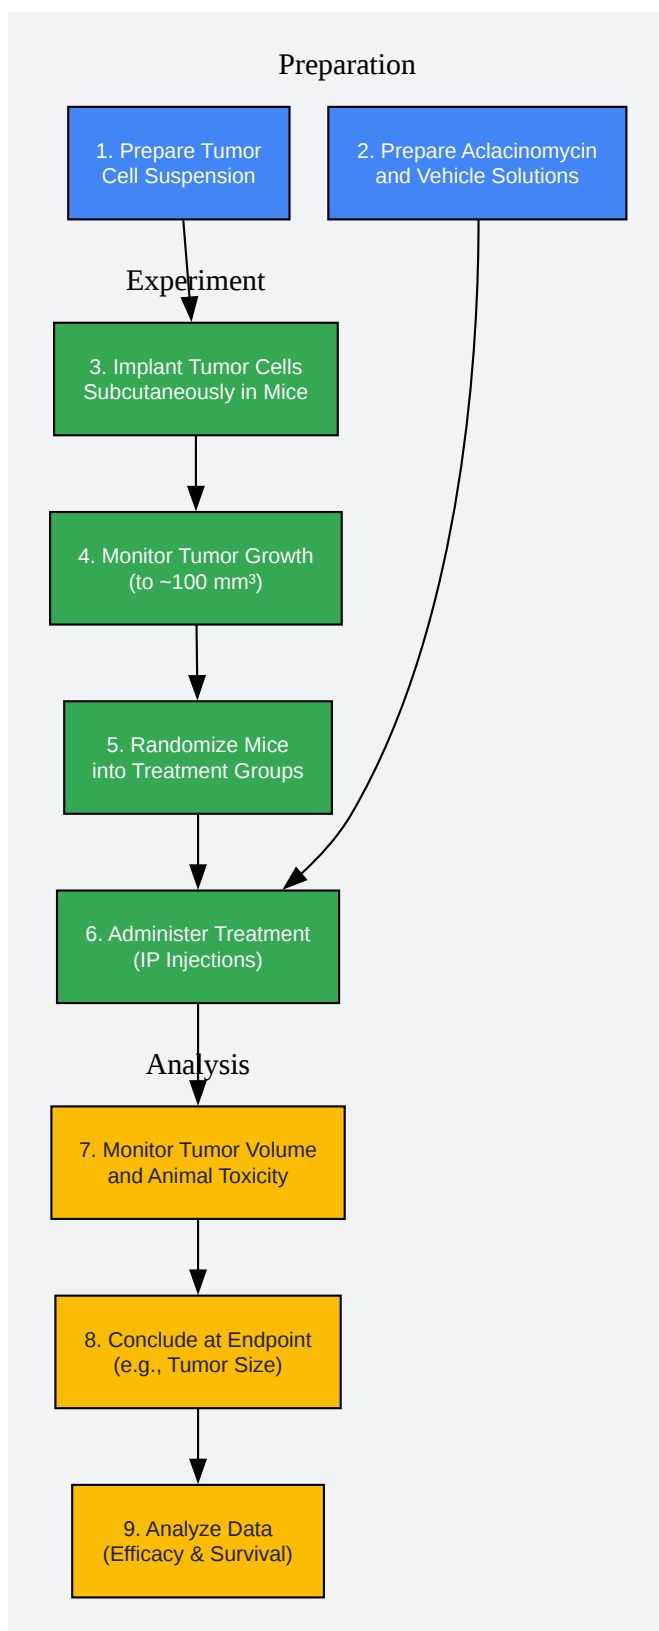 Preparation
1. Prepare Tumor
Cell Suspension
2. Prepare Aclacinomycin
and Vehicle Solutions
Experiment
3. Implant Tumor Cells
Subcutaneously in Mice
4. Monitor Tumor Growth
(to ~100 mm³)
5. Randomize Mice
into Treatment Groups
6. Administer Treatment
(IP Injections)
Analysis
7. Monitor Tumor Volume
and Animal Toxicity
8. Conclude at Endpoint
(e.g., Tumor Size)
9. Analyze Data
(Efficacy & Survival)